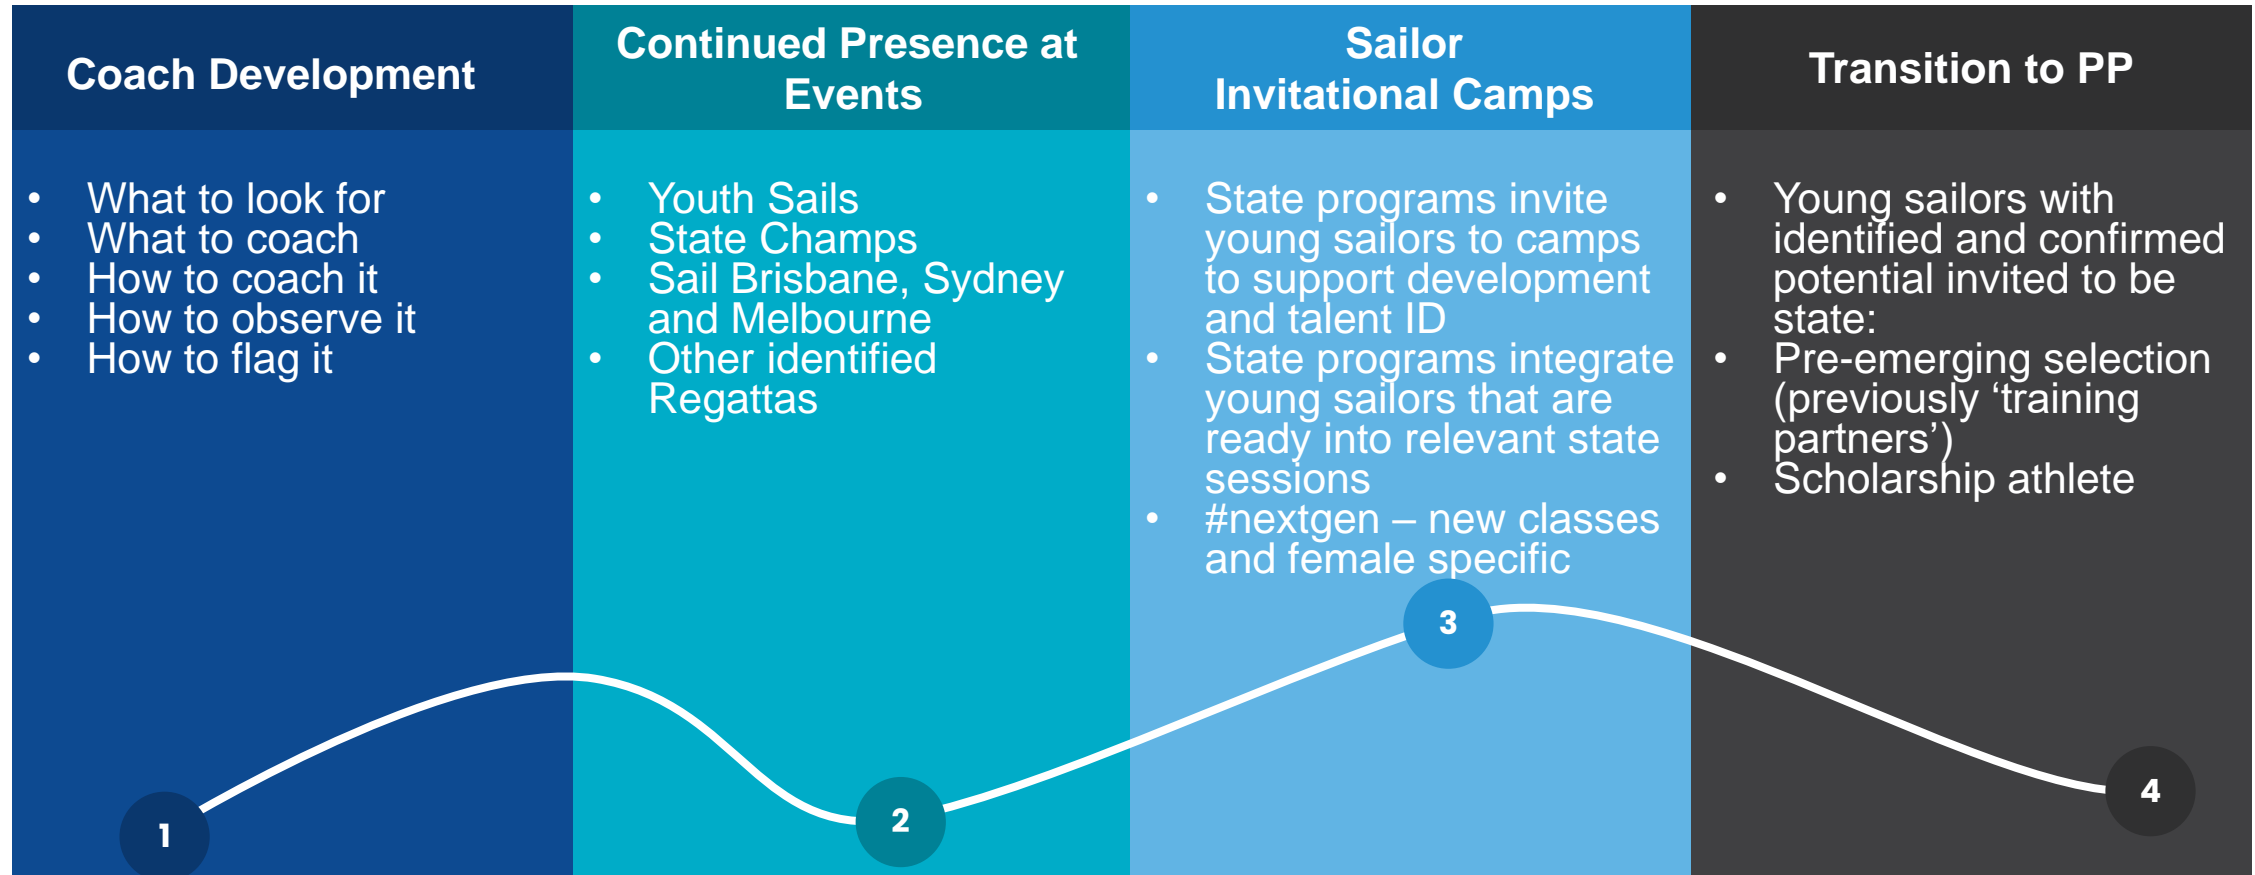 Coach Development
• What to look for
• What to coach
• How to coach it
• How to observe it
• How to flag it
1
Continued Presence at
Events
• Youth Sails
• State Champs
• Sail Brisbane, Sydney
and Melbourne
• Other identified
Regattas
2
Sailor
Invitational Camps
• State programs invite
young sailors to camps
to support development
and talent ID
• State programs integrate
young sailors that are
ready into relevant state
sessions
• #nextgen – new classes
and female specific
3
Transition to PP
• Young sailors with
identified and confirmed
potential invited to be
state:
• Pre-emerging selection
(previously ‘training
partners’)
• Scholarship athlete
4